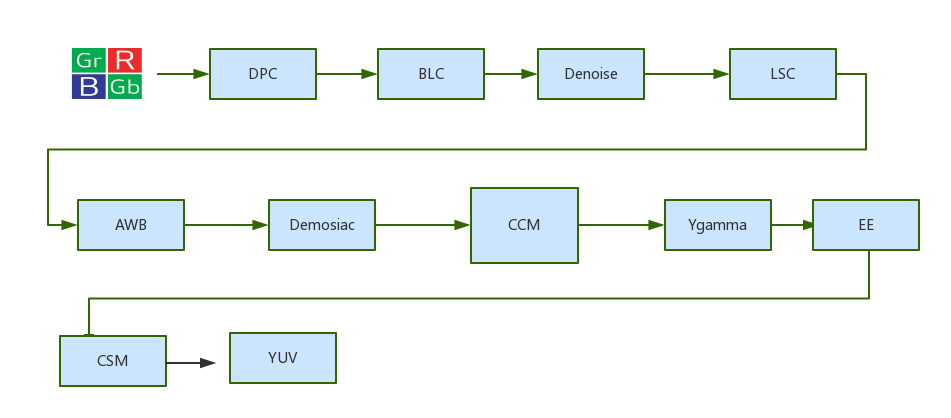 Gr R
B Gb
DPC
BLC
Denoise
LSC
AWB
Demosiac
CCM
Ygamma
EE
CSM
YUV